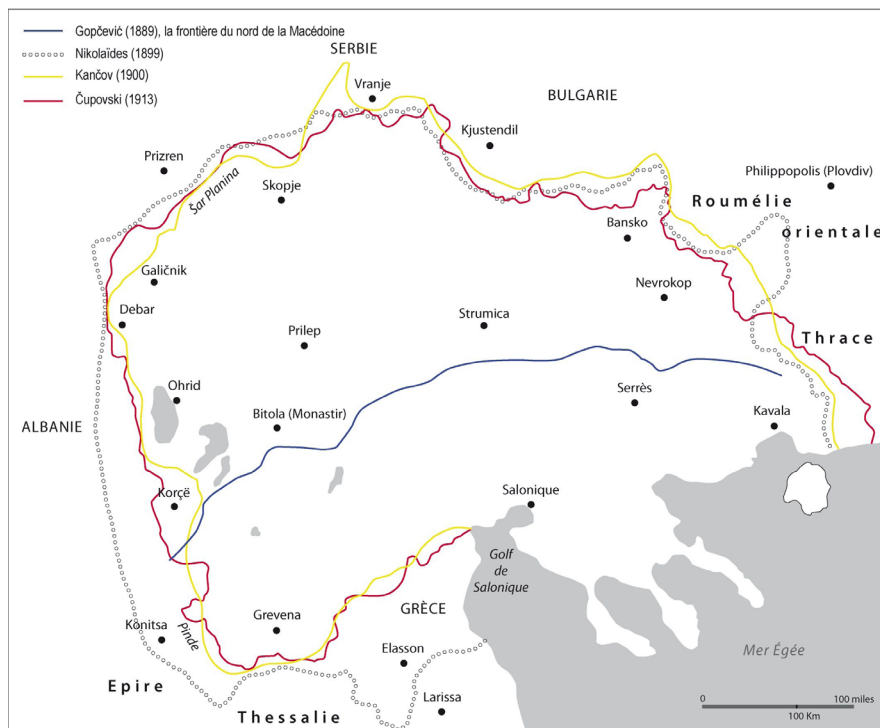 Gopčević (1889), la frontière du nord de la Macédoine
Nikolaïdes (1899)
Kančov (1900)
Čupovski (1913)
SERBIE
Vranje
BULGARIE
Kjustendil
Prizren
Philippopolis (Plovdiv)
Šar Planina
Skopje
Roumélie
orientale
Bansko
Galičnik
Nevrokop
Debar
Strumica
Prilep
Thrace
Ohrid
Serrès
ALBANIE
Bitola (Monastir)
Kavala
Korçë
Salonique
Golf
de
Salonique
GRÈCE
Grevena
Konitsa
Pinde
Elasson
Mer Égée
Epire
Larissa
Thessalie
0
100 miles
100 Km